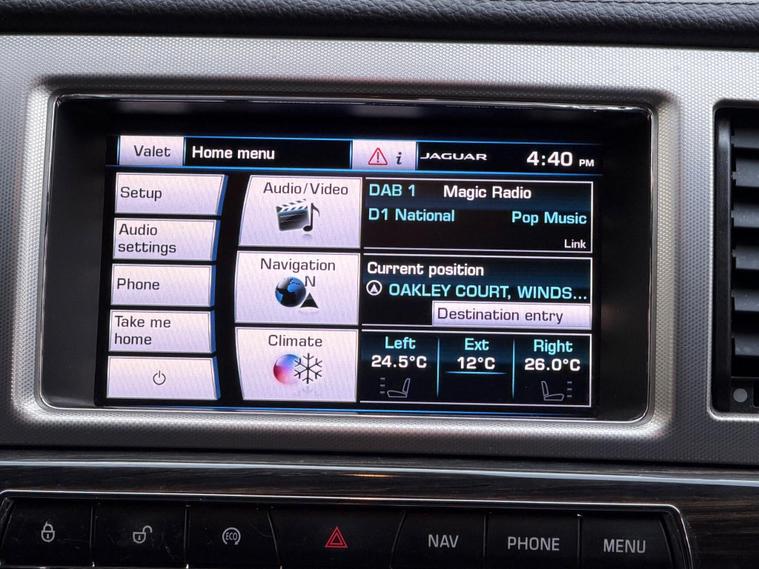 Valet
Home menu
i
JAGUAR
4:40 PM
Setup
Audio/Video
DAB 1 Magic Radio
D1 National Pop Music
Link
Audio
settings
Navigation
N
Phone
Current position
OAKLEY COURT, WINDS...
Destination entry
Take me
home
Climate
Left
24.5°C
Ext
12°C
Right
26.0°C
ECO
NAV
PHONE
MENU